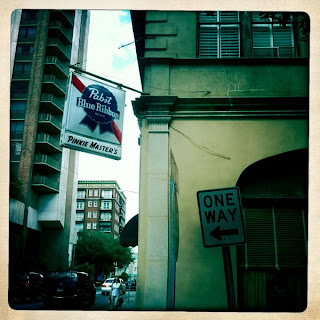 Pabst
Blue Ribbon
PINKIE MASTER'S
ONE
WAY